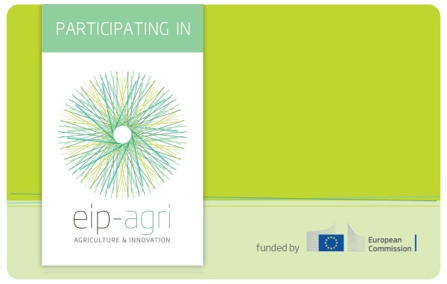 PARTICIPATING IN
eip-agri
AGRICULTURE & INNOVATION
funded by
European
Commission